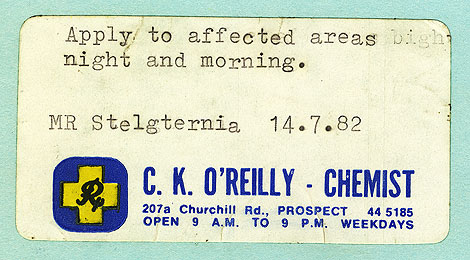 Apply to affected areas bigh
night and morning.
MR Stelgternia 14.7.82
C. K. O'REILLY - CHEMIST
207a Churchill Rd., PROSPECT 44 5185
OPEN 9 A.M. TO 9 P.M. WEEKDAYS